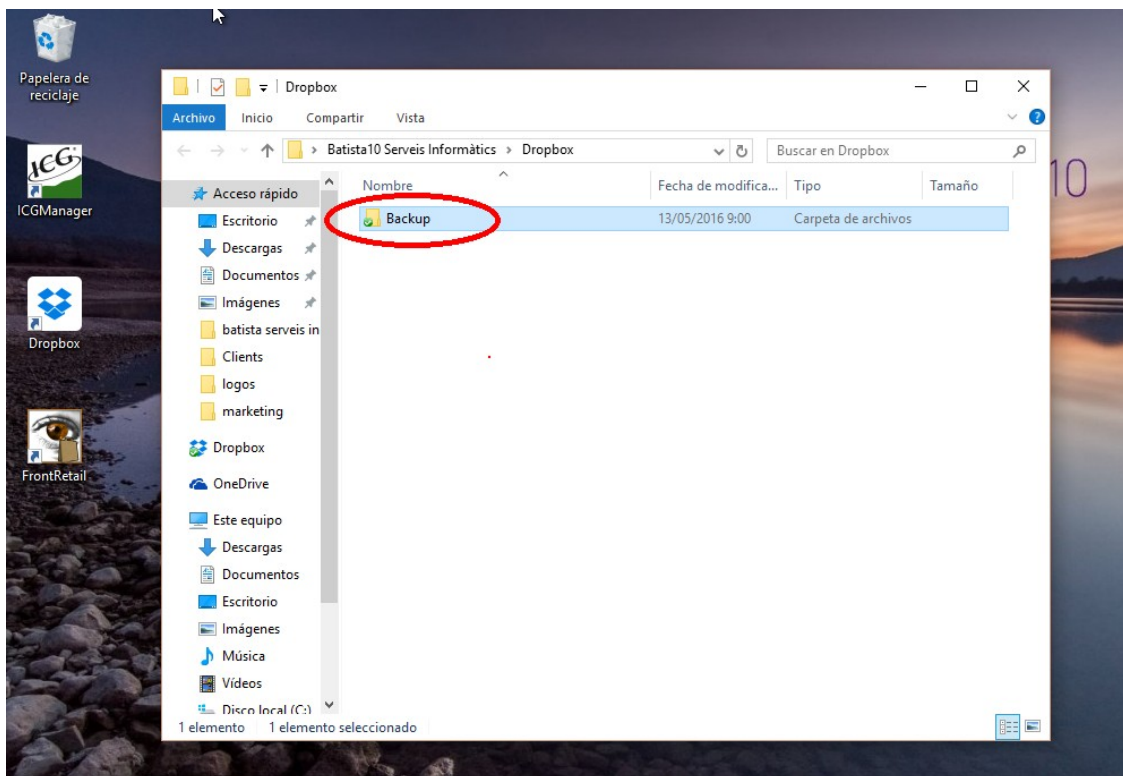 Papelera de
reciclaje
ICG
ICGManager
Dropbox
FrontRetail
10
Dropbox
Archivo Inicio Compartir Vista
Batista10 Serveis Informàtics > Dropbox
Buscar en Dropbox
Nombre Fecha de modifica... Tipo Tamaño
Backup 13/05/2016 9:00 Carpeta de archivos
Acceso rápido
Escritorio
Descargas
Documentos
Imágenes
batista serveis in
Clients
logos
marketing
Dropbox
OneDrive
Este equipo
Descargas
Documentos
Escritorio
Imágenes
Música
Vídeos
Disco local (C:)
1 elemento 1 elemento seleccionado